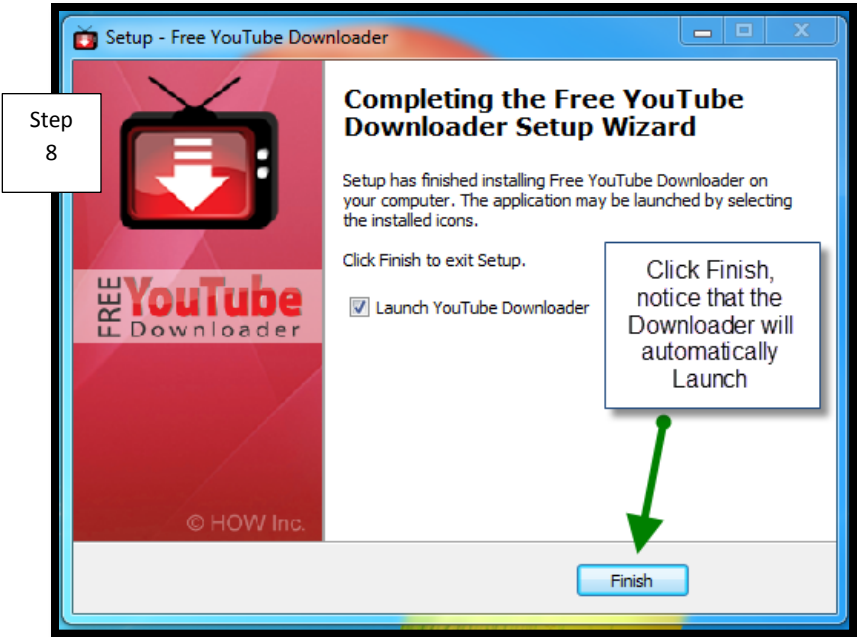 Setup - Free YouTube Downloader
Step
8
Completing the Free YouTube
Downloader Setup Wizard
Setup has finished installing Free YouTube Downloader on
your computer. The application may be launched by selecting
the installed icons.
Click Finish to exit Setup.
Launch YouTube Downloader
Click Finish,
notice that the
Downloader will
automatically
Launch
FREE
YouTube
Downloader
© HOW Inc.
Finish